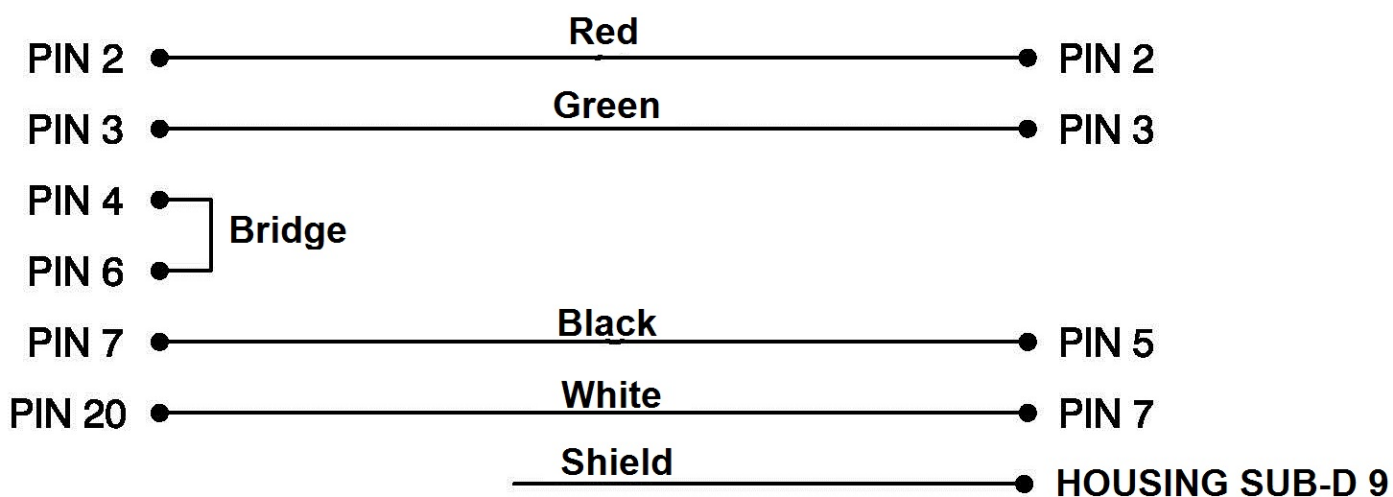 Red
PIN 2 PIN 2
Green
PIN 3 PIN 3
PIN 4
Bridge
PIN 6
Black
PIN 7 PIN 5
White
PIN 20 PIN 7
Shield
HOUSING SUB-D 9